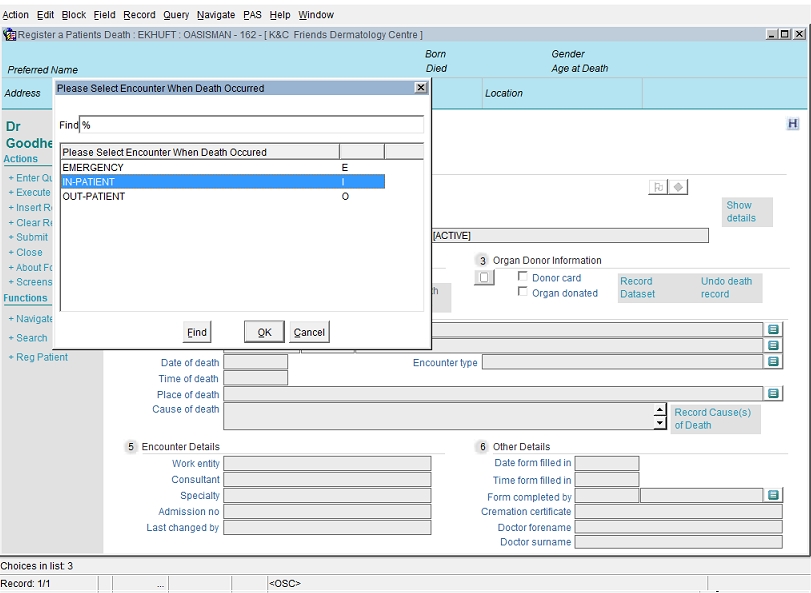 Action Edit Block Field Record Query Navigate PAS Help Window
Register a Patients Death : EKHUFT : OASISMAN - 162 - [ K&C Friends Dermatology Centre ]
Born Gender
Preferred Name Died Age at Death
Address Location
Please Select Encounter When Death Occurred
Find %
Please Select Encounter When Death Occured
EMERGENCY E
IN-PATIENT I
OUT-PATIENT O
Find OK Cancel
H
Dr
Goodhe
Actions
+ Enter Qu
+ Execute
+ Insert R
+ Clear Re
+ Submit
+ Close
+ About Fo
+ Screens
Functions
+ Navigate
+ Search
+ Reg Patient
Show
details
[ACTIVE]
3 Organ Donor Information
Donor card
Organ donated
Record
Dataset
Undo death
record
Date of death Encounter type
Time of death
Place of death
Cause of death
Record Cause(s)
of Death
5 Encounter Details
Work entity
Consultant
Specialty
Admission no
Last changed by
6 Other Details
Date form filled in
Time form filled in
Form completed by
Cremation certificate
Doctor forename
Doctor surname
Choices in list: 3
Record: 1/1 ... <OSC>